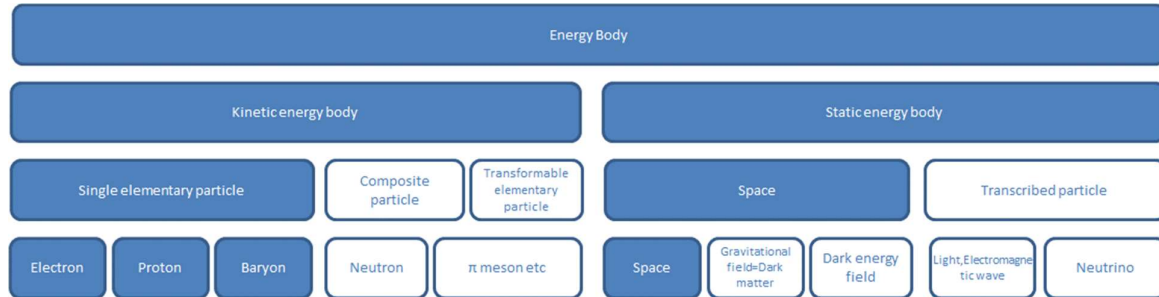 Energy Body
Kinetic energy body
Static energy body
Single elementary particle
Composite
particle
Transformable
elementary
particle
Space
Transcribed particle
Electron
Proton
Baryon
Neutron
π meson etc
Space
Gravitational
field=Dark
matter
Dark energy
field
Light,Electromagne
tic wave
Neutrino